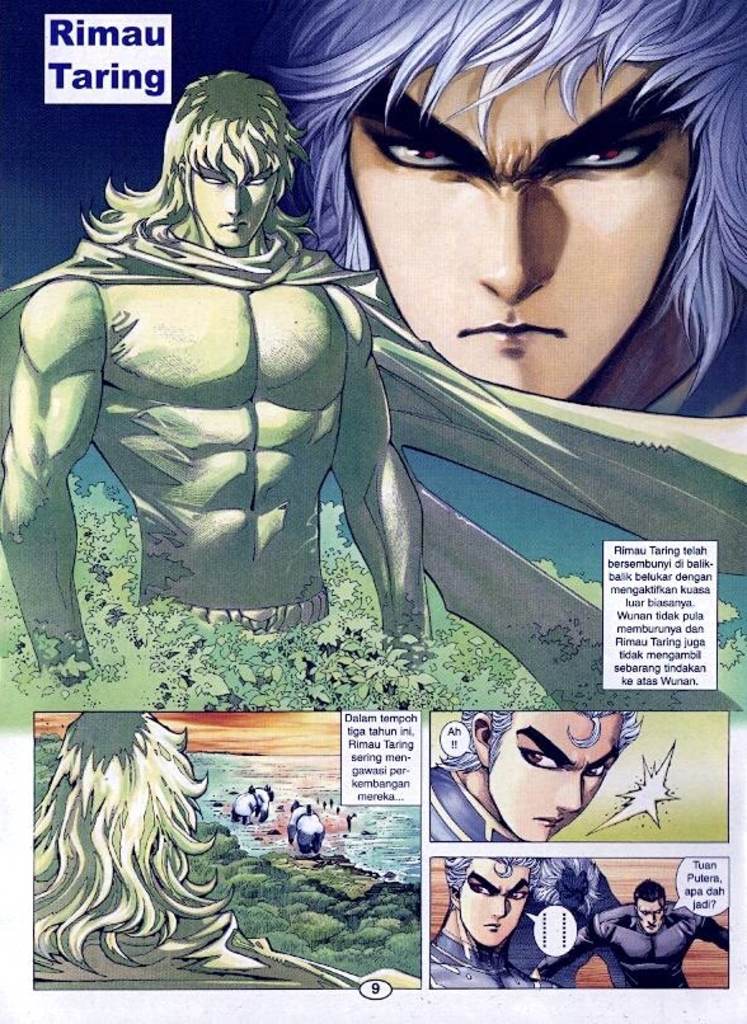 Rimau
Taring
Rimau Taring telah
bersembunyi di balik-
balik belukar dengan
mengaktifkan kuasa
luar biasanya.
Wunan tidak pula
memburunya dan
Rimau Taring juga
tidak mengambil
sebarang tindakan
ke atas Wunan.
Dalam tempoh
tiga tahun ini,
Rimau Taring
sering meng-
awasi per-
kembangan
mereka...
Ah
!!
Tuan
Putera,
apa dah
jadi?
9